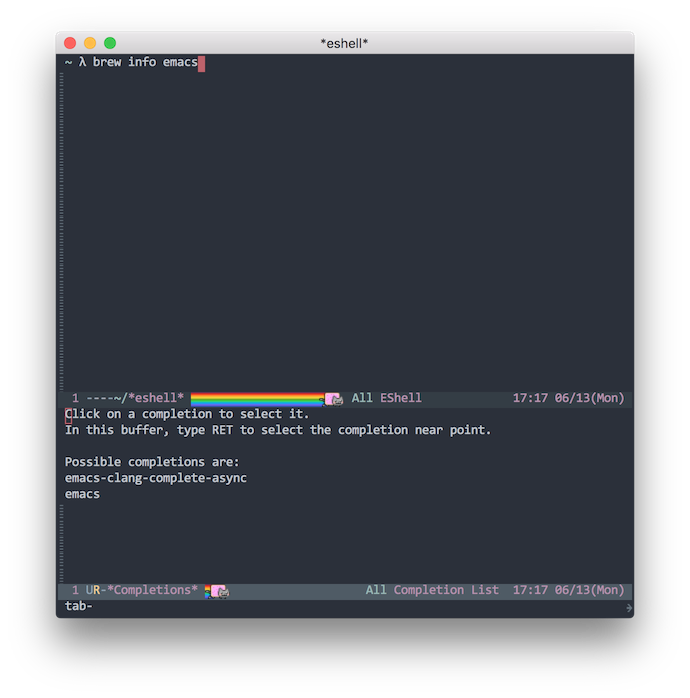 *eshell*
~ λ brew info emacs
1 ----~/*eshell* All EShell 17:17 06/13(Mon)
Click on a completion to select it.
In this buffer, type RET to select the completion near point.
Possible completions are:
emacs-clang-complete-async
emacs
1 UR-*Completions* All Completion List 17:17 06/13(Mon)
tab-